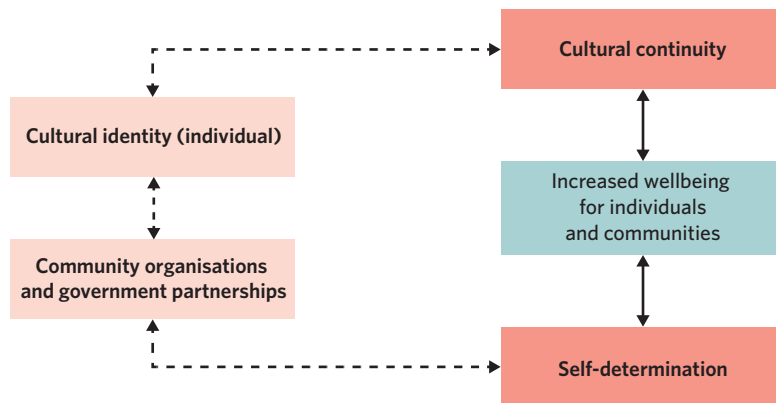 Cultural continuity
Cultural identity (individual)
Increased wellbeing
for individuals
and communities
Community organisations
and government partnerships
Self-determination